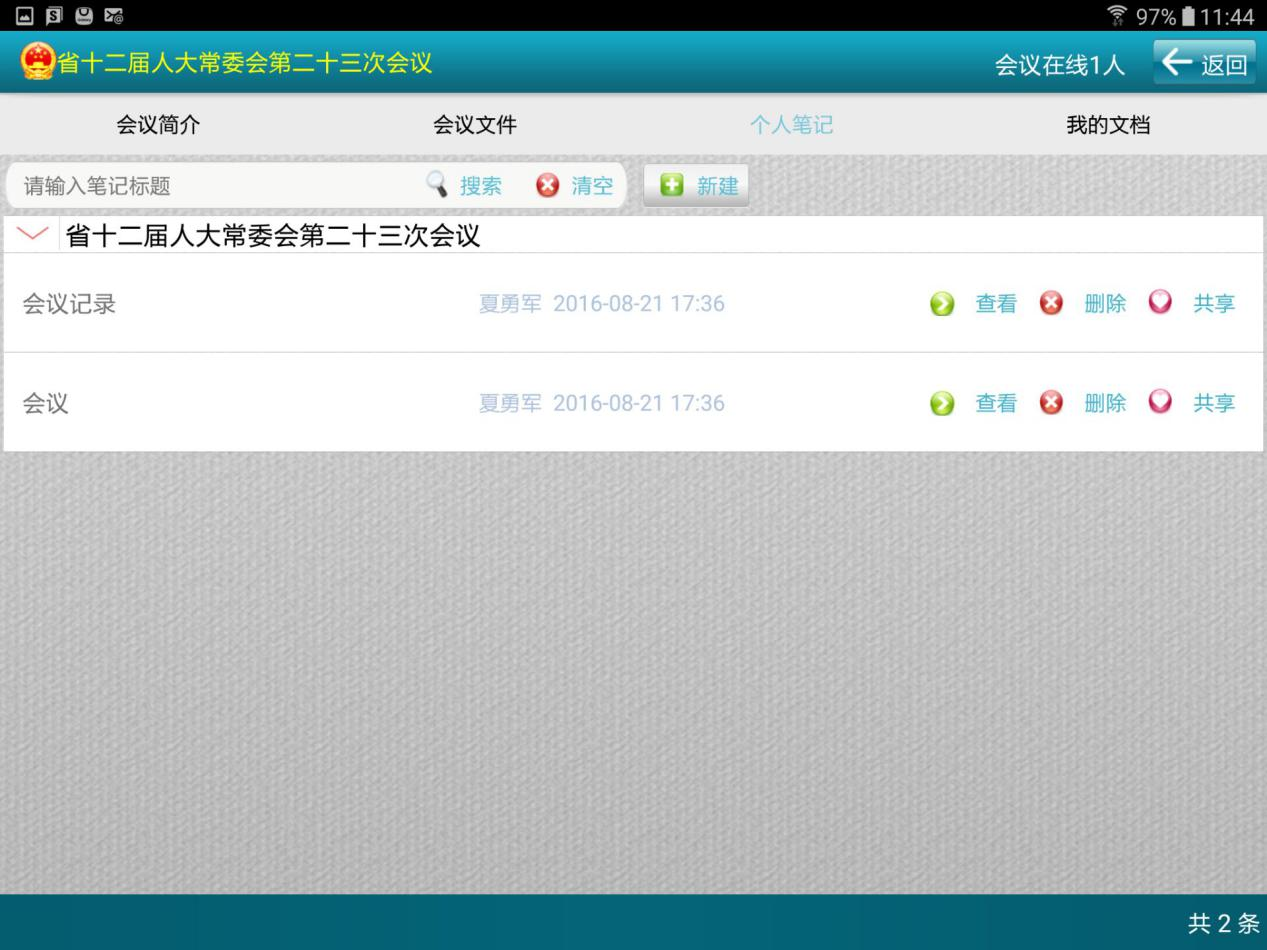 97% 11:44
省十二届人大常委会第二十三次会议 会议在线1人 返回
会议简介 会议文件 个人笔记 我的文档
请输入笔记标题 搜索 清空 新建
省十二届人大常委会第二十三次会议
会议记录 夏勇军 2016-08-21 17:36 查看 删除 共享
会议 夏勇军 2016-08-21 17:36 查看 删除 共享
共 2 条